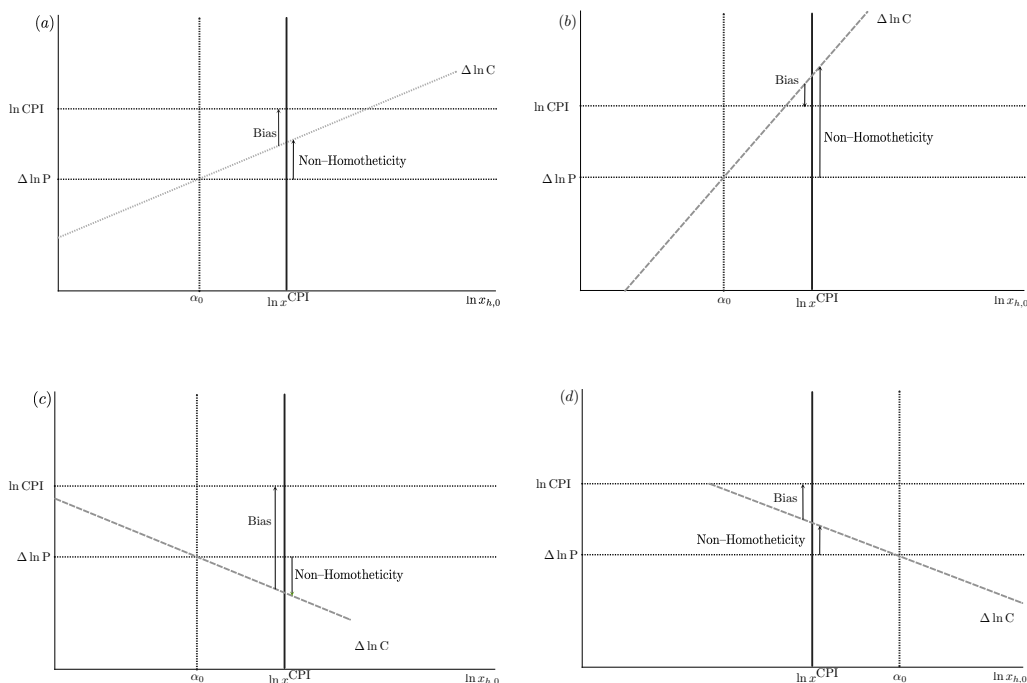 (a)
Δ ln C
ln CPI
Bias
Non–Homotheticity
Δ ln P
α₀
ln x^CPI
ln x_{h,0}
(b)
Δ ln C
Bias
ln CPI
Non–Homotheticity
Δ ln P
α₀
ln x^CPI
ln x_{h,0}
(c)
ln CPI
Bias
Δ ln P
Non–Homotheticity
Δ ln C
α₀
ln x^CPI
ln x_{h,0}
(d)
ln CPI
Bias
Non–Homotheticity
Δ ln P
Δ ln C
ln x^CPI
α₀
ln x_{h,0}